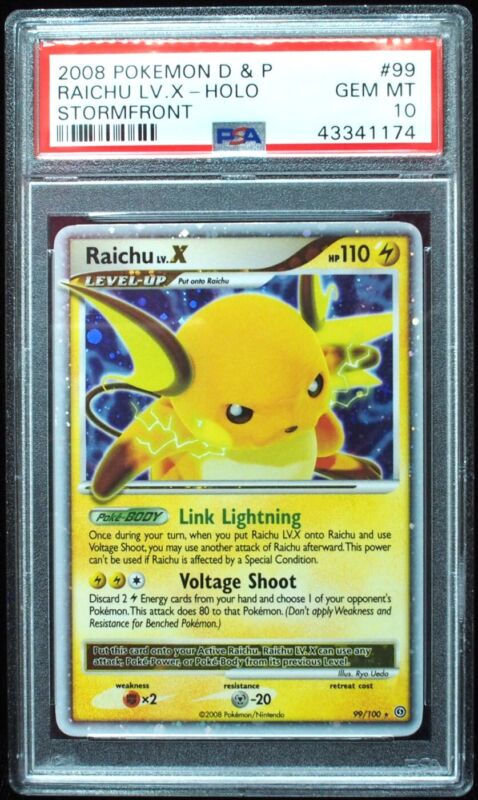 2008 POKEMON D & P #99
RAICHU LV.X - HOLO GEM MT
STORMFRONT 10
PSA 43341174
Raichu LV.X HP 110
LEVEL-UP Put onto Raichu
Poké-BODY Link Lightning
Once during your turn, when you put Raichu LV.X onto Raichu and use
Voltage Shoot, you may use another attack of Raichu afterward. This power
can't be used if Raichu is affected by a Special Condition.
Voltage Shoot
Discard 2 Energy cards from your hand and choose 1 of your opponent's
Pokémon. This attack does 80 to that Pokémon. (Don't apply Weakness and
Resistance for Benched Pokémon.)
Put this card onto your Active Raichu. Raichu LV.X can use any
attack, Poké-Power, or Poké-Body from its previous Level.
Illus. Ryo Ueda
weakness resistance retreat cost
×2 -20
©2008 Pokémon/Nintendo 99/100 ★
PSA PSA